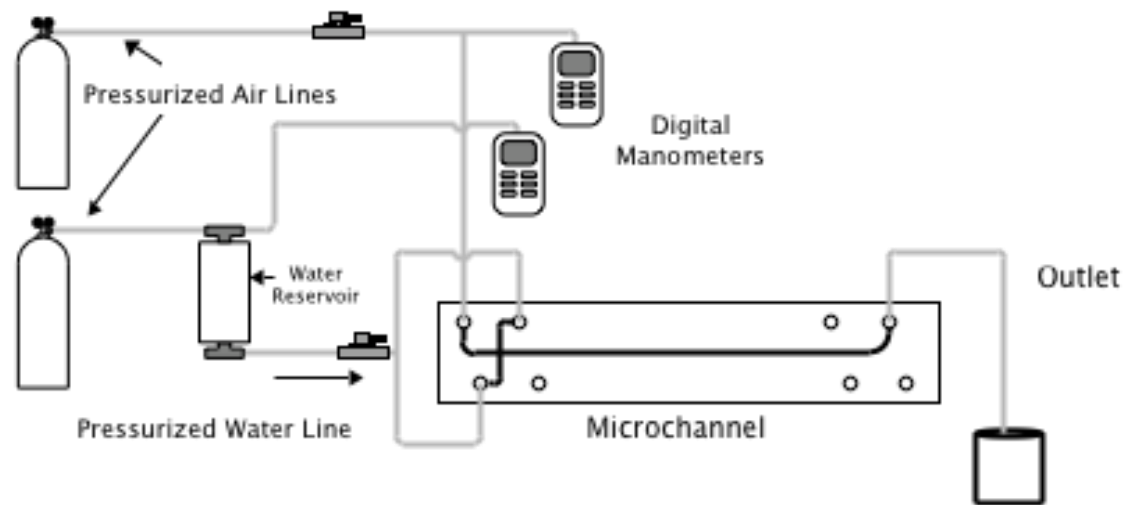 Pressurized Air Lines
Digital
Manometers
Water
Reservoir
Outlet
Pressurized Water Line
Microchannel